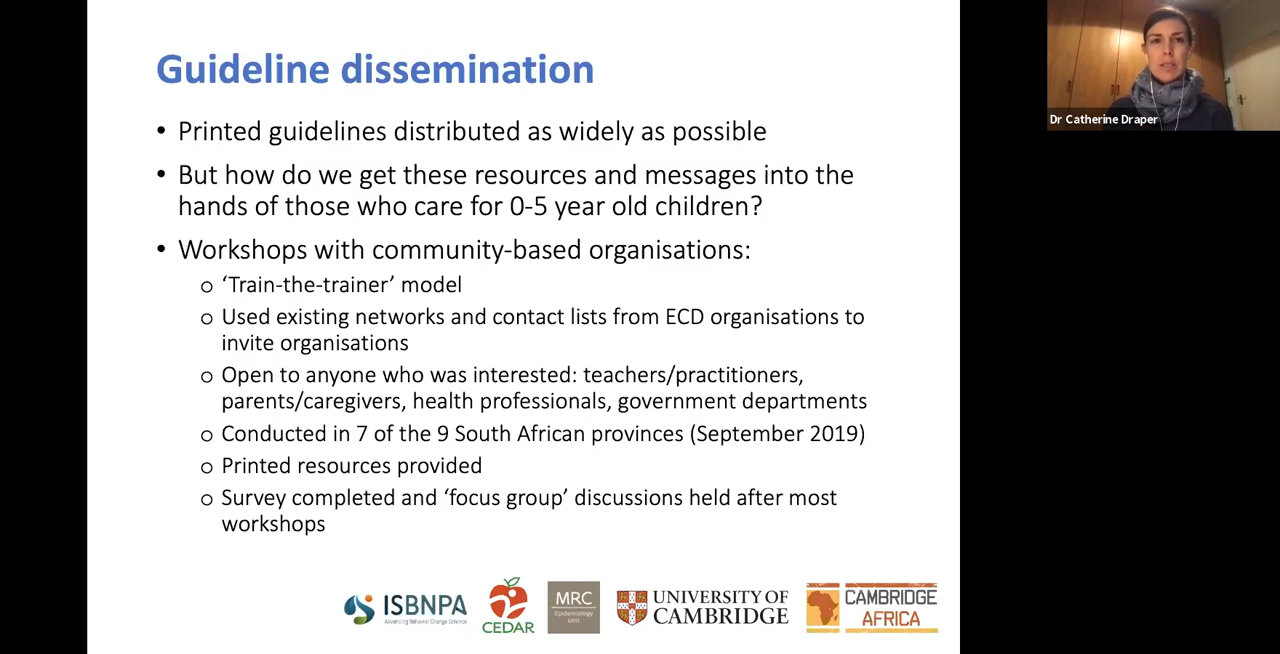 Guideline dissemination
• Printed guidelines distributed as widely as possible
• But how do we get these resources and messages into the
hands of those who care for 0-5 year old children?
• Workshops with community-based organisations:
o ‘Train-the-trainer’ model
o Used existing networks and contact lists from ECD organisations to
invite organisations
o Open to anyone who was interested: teachers/practitioners,
parents/caregivers, health professionals, government departments
o Conducted in 7 of the 9 South African provinces (September 2019)
o Printed resources provided
o Survey completed and ‘focus group’ discussions held after most
workshops
Dr Catherine Draper
ISBNPA
Advancing Behavior Change Science
CEDAR
MRC
Epidemiology
Unit
UNIVERSITY OF
CAMBRIDGE
CAMBRIDGE
AFRICA